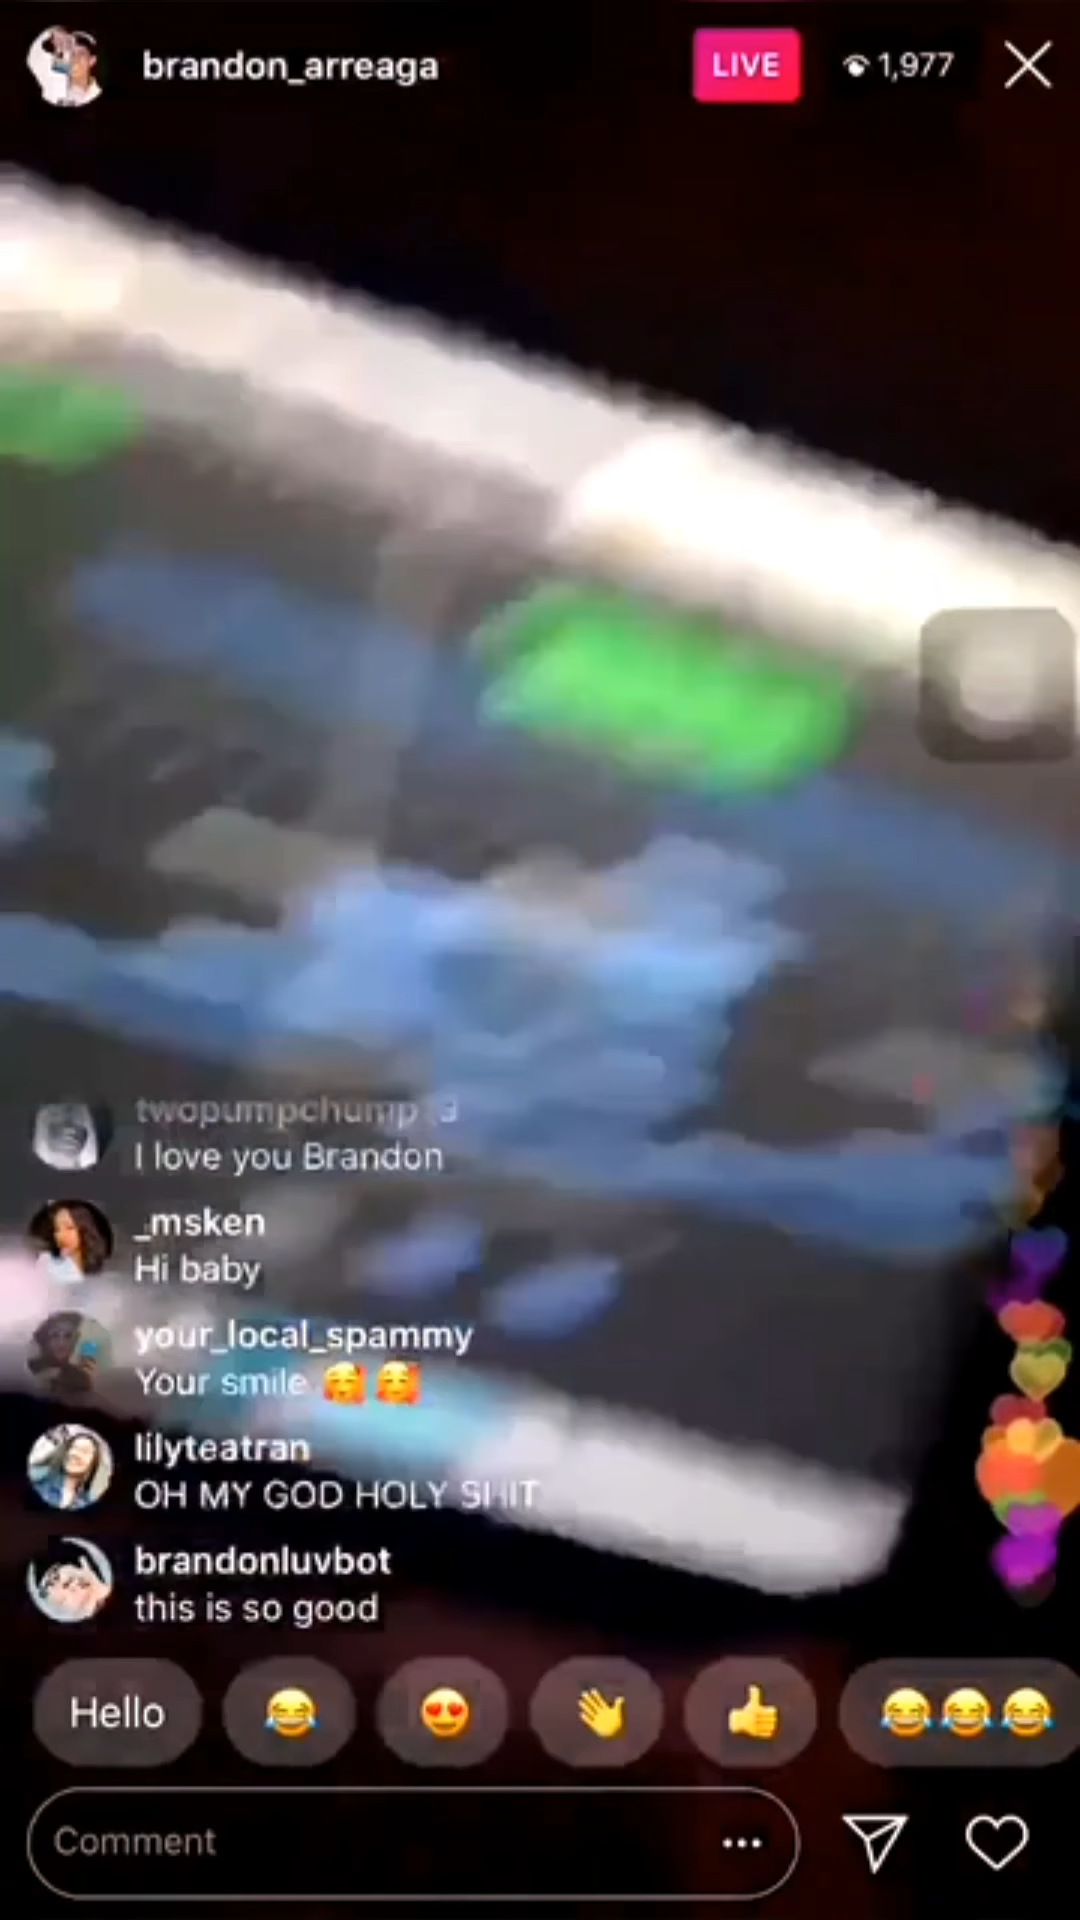 brandon_arreaga
LIVE 1,977
twopumpchump_3
I love you Brandon
_msken
Hi baby
your_local_spammy
Your smile 🥰 🥰
lilyteatran
OH MY GOD HOLY SHIT
brandonluvbot
this is so good
Hello 😂 😍 👋 👍 😂 😂 😂
Comment